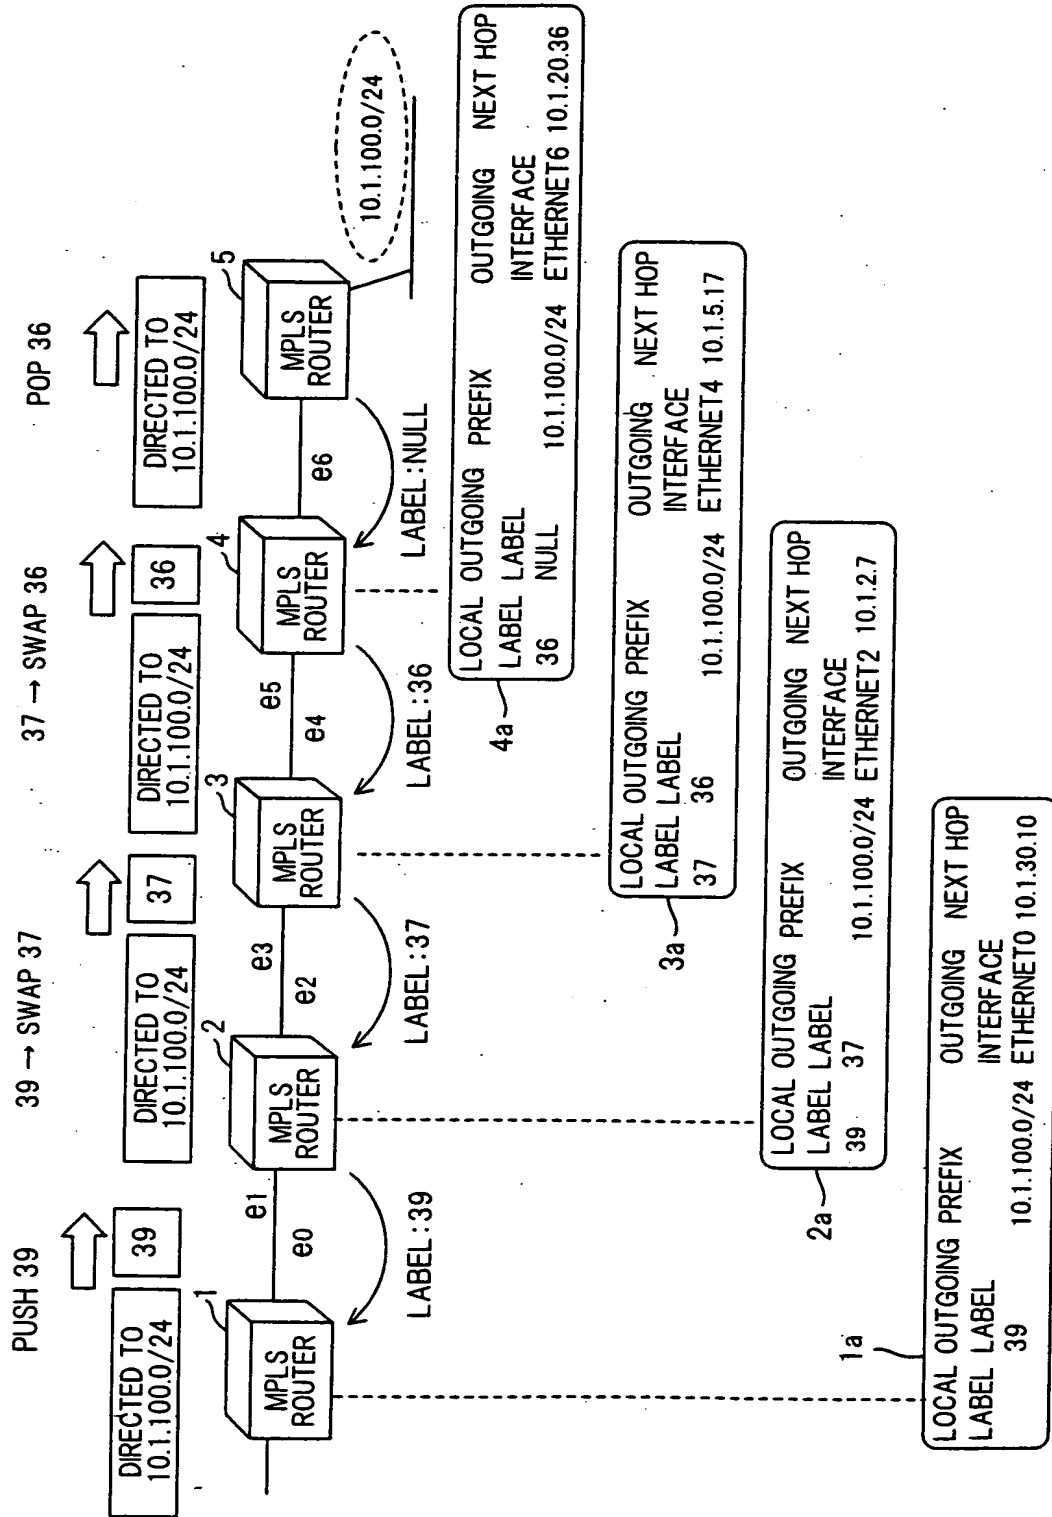 PUSH 39
39 → SWAP 37
37 → SWAP 36
POP 36
DIRECTED TO
10.1.100.0/24
39
DIRECTED TO
10.1.100.0/24
37
DIRECTED TO
10.1.100.0/24
36
DIRECTED TO
10.1.100.0/24
1
MPLS
ROUTER
e1
e0
2
MPLS
ROUTER
e3
e2
3
MPLS
ROUTER
e5
e4
4
MPLS
ROUTER
e6
5
MPLS
ROUTER
10.1.100.0/24
LABEL:39
LABEL:37
LABEL:36
LABEL:NULL
4a
LOCAL OUTGOING PREFIX OUTGOING NEXT HOP
LABEL LABEL INTERFACE
36 NULL 10.1.100.0/24 ETHERNET6 10.1.20.36
3a
LOCAL OUTGOING PREFIX OUTGOING NEXT HOP
LABEL LABEL INTERFACE
37 36 10.1.100.0/24 ETHERNET4 10.1.5.17
2a
LOCAL OUTGOING PREFIX OUTGOING NEXT HOP
LABEL LABEL INTERFACE
39 37 10.1.100.0/24 ETHERNET2 10.1.2.7
1a
LOCAL OUTGOING PREFIX OUTGOING NEXT HOP
LABEL LABEL INTERFACE
39 10.1.100.0/24 ETHERNET0 10.1.30.10